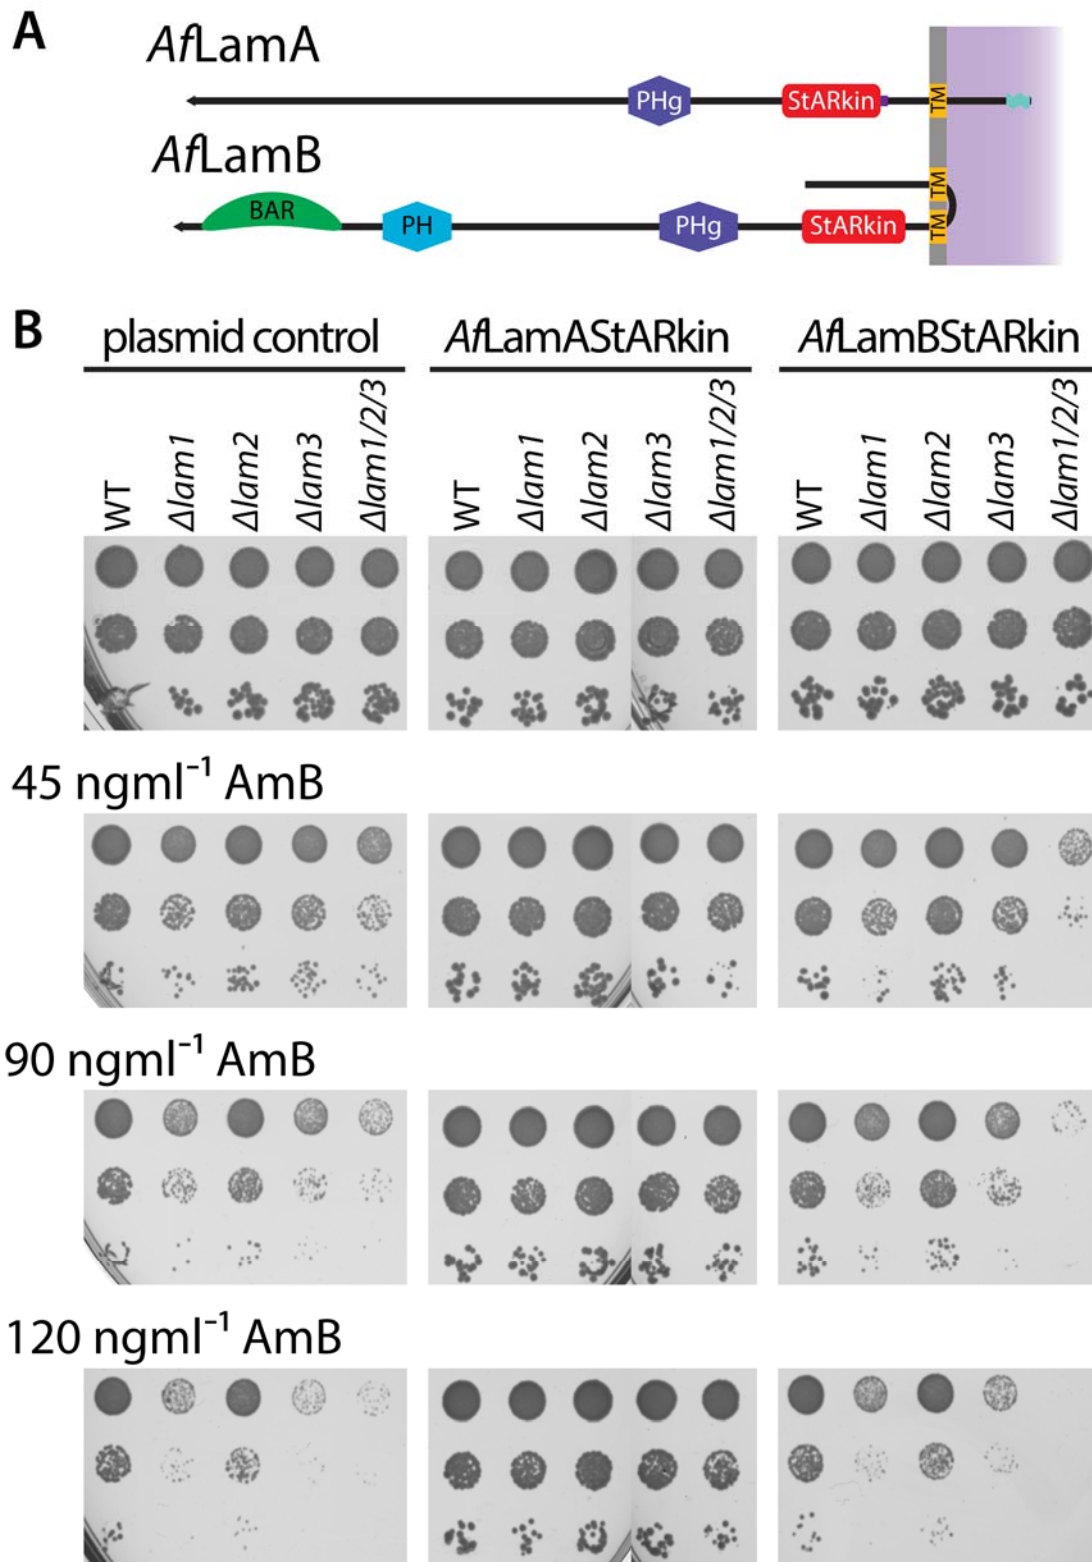 A
AfLamA
PHg
StARkin
TM
AfLamB
TM
BAR
PH
PHg
StARkin
TM
B
plasmid control
AfLamAStARkin
AfLamBStARkin
WT
Δlam1
Δlam2
Δlam3
Δlam1/2/3
WT
Δlam1
Δlam2
Δlam3
Δlam1/2/3
WT
Δlam1
Δlam2
Δlam3
Δlam1/2/3
45 ngml⁻¹ AmB
90 ngml⁻¹ AmB
120 ngml⁻¹ AmB